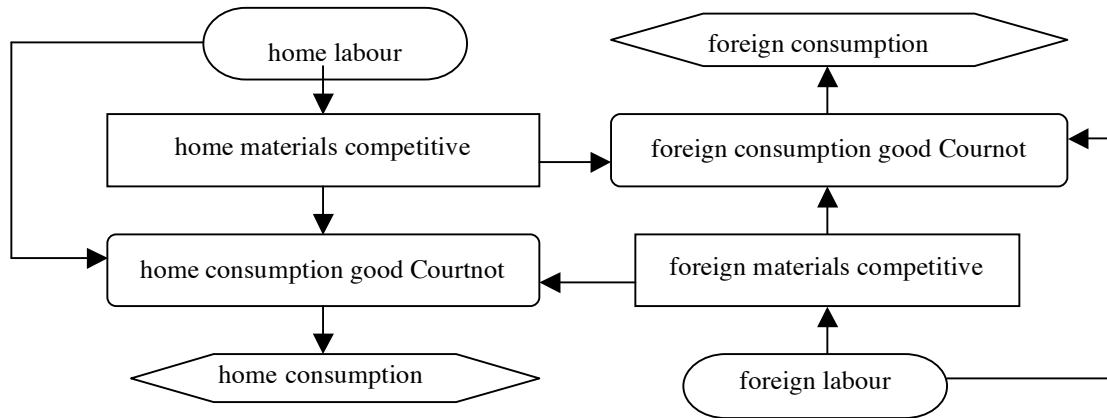 home labour
foreign consumption
home materials competitive
foreign consumption good Cournot
home consumption good Courtnot
foreign materials competitive
home consumption
foreign labour